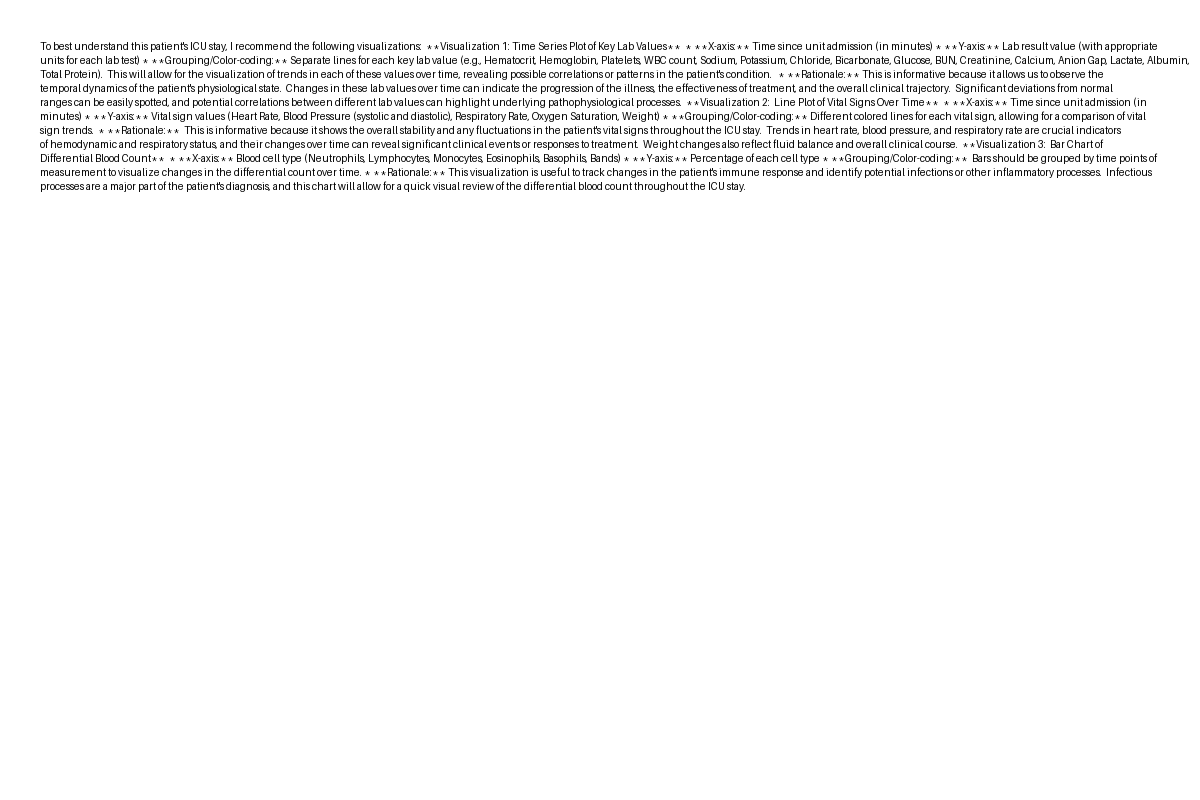 To best understand this patient's ICU stay, I recommend the following visualizations:  **Visualization 1: Time Series Plot of Key Lab Values**  * **X-axis:** Time since unit admission (in minutes) * **Y-axis:** Lab result value (with appropriate
units for each lab test) * **Grouping/Color-coding:** Separate lines for each key lab value (e.g., Hematocrit, Hemoglobin, Platelets, WBC count, Sodium, Potassium, Chloride, Bicarbonate, Glucose, BUN, Creatinine, Calcium, Anion Gap, Lactate, Albumin,
Total Protein).  This will allow for the visualization of trends in each of these values over time, revealing possible correlations or patterns in the patient's condition.   * **Rationale:** This is informative because it allows us to observe the
temporal dynamics of the patient's physiological state.  Changes in these lab values over time can indicate the progression of the illness, the effectiveness of treatment, and the overall clinical trajectory.  Significant deviations from normal
ranges can be easily spotted, and potential correlations between different lab values can highlight underlying pathophysiological processes.  **Visualization 2:  Line Plot of Vital Signs Over Time**  * **X-axis:** Time since unit admission (in
minutes) * **Y-axis:** Vital sign values (Heart Rate, Blood Pressure (systolic and diastolic), Respiratory Rate, Oxygen Saturation, Weight) * **Grouping/Color-coding:** Different colored lines for each vital sign, allowing for a comparison of vital
sign trends.  * **Rationale:**  This is informative because it shows the overall stability and any fluctuations in the patient's vital signs throughout the ICU stay.  Trends in heart rate, blood pressure, and respiratory rate are crucial indicators
of hemodynamic and respiratory status, and their changes over time can reveal significant clinical events or responses to treatment.  Weight changes also reflect fluid balance and overall clinical course.  **Visualization 3:  Bar Chart of
Differential Blood Count**  * **X-axis:** Blood cell type (Neutrophils, Lymphocytes, Monocytes, Eosinophils, Basophils, Bands) * **Y-axis:** Percentage of each cell type * **Grouping/Color-coding:**  Bars should be grouped by time points of
measurement to visualize changes in the differential count over time. * **Rationale:** This visualization is useful to track changes in the patient's immune response and identify potential infections or other inflammatory processes.  Infectious
processes are a major part of the patient's diagnosis, and this chart will allow for a quick visual review of the differential blood count throughout the ICU stay.